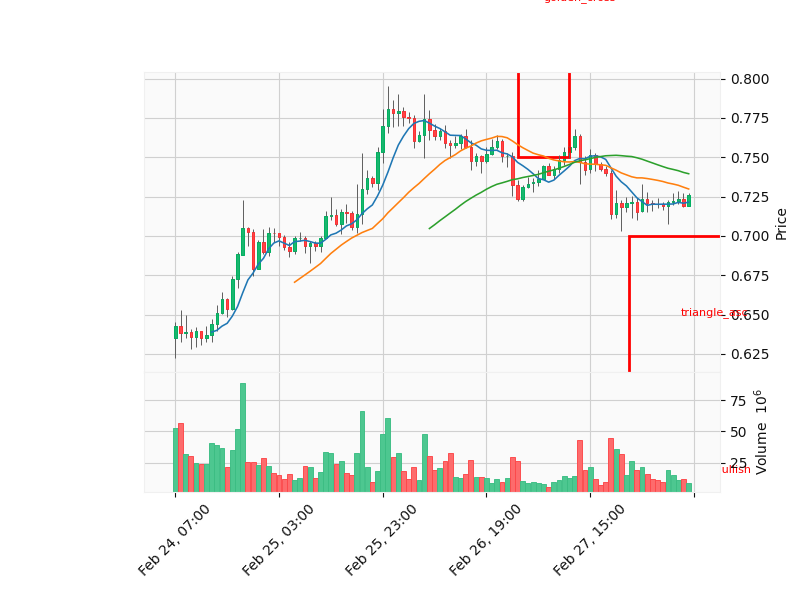 0.800
0.775
0.750
0.725
0.700
0.675
0.650
0.625
Price
triangle_asc
75
50
25
Volume 10^6
ullish
Feb 24, 07:00
Feb 25, 03:00
Feb 25, 23:00
Feb 26, 19:00
Feb 27, 15:00